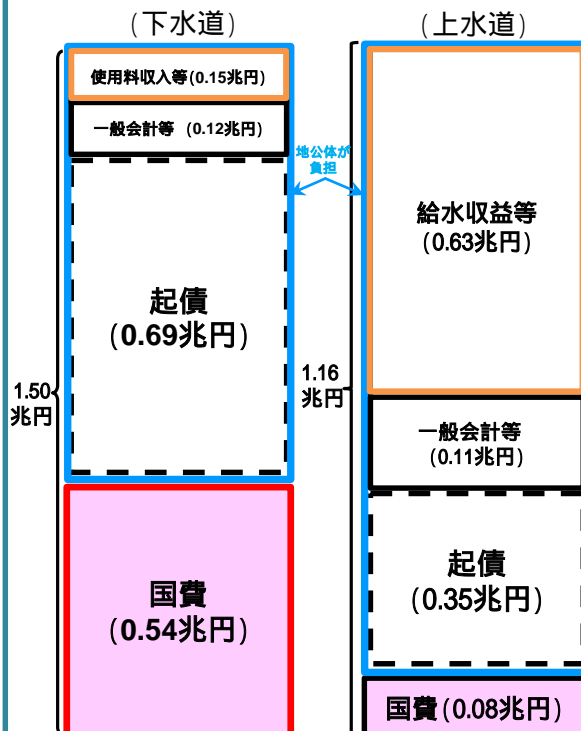 (下水道)
使用料収入等(0.15兆円)
一般会計等 (0.12兆円)
起債
(0.69兆円)
1.50
兆円
国費
(0.54兆円)
地公体が
負担
(上水道)
給水収益等
(0.63兆円)
1.16
兆円
一般会計等
(0.11兆円)
起債
(0.35兆円)
国費(0.08兆円)